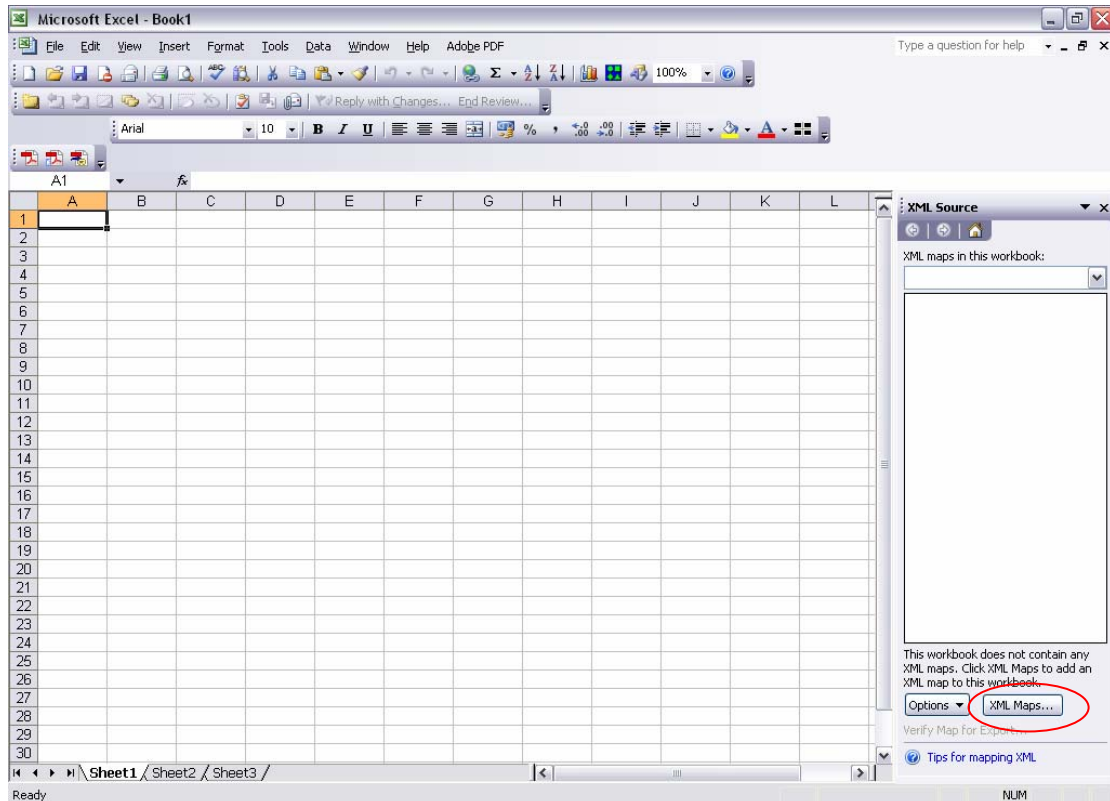 Microsoft Excel - Book1
File Edit View Insert Format Tools Data Window Help Adobe PDF Type a question for help
100%
Reply with Changes... End Review...
Arial 10 B I U % , .00 .00
A1 fx
A B C D E F G H I J K L
XML Source
1
2
XML maps in this workbook:
3
4
5
6
7
8
9
10
11
12
13
14
15
16
17
18
19
20
21
22
23
24
This workbook does not contain any
25
XML maps. Click XML Maps to add an
26
XML map to this workbook.
27
Options XML Maps...
28
29
Verify Map for Export...
30
Tips for mapping XML
Sheet1 Sheet2 Sheet3
Ready NUM